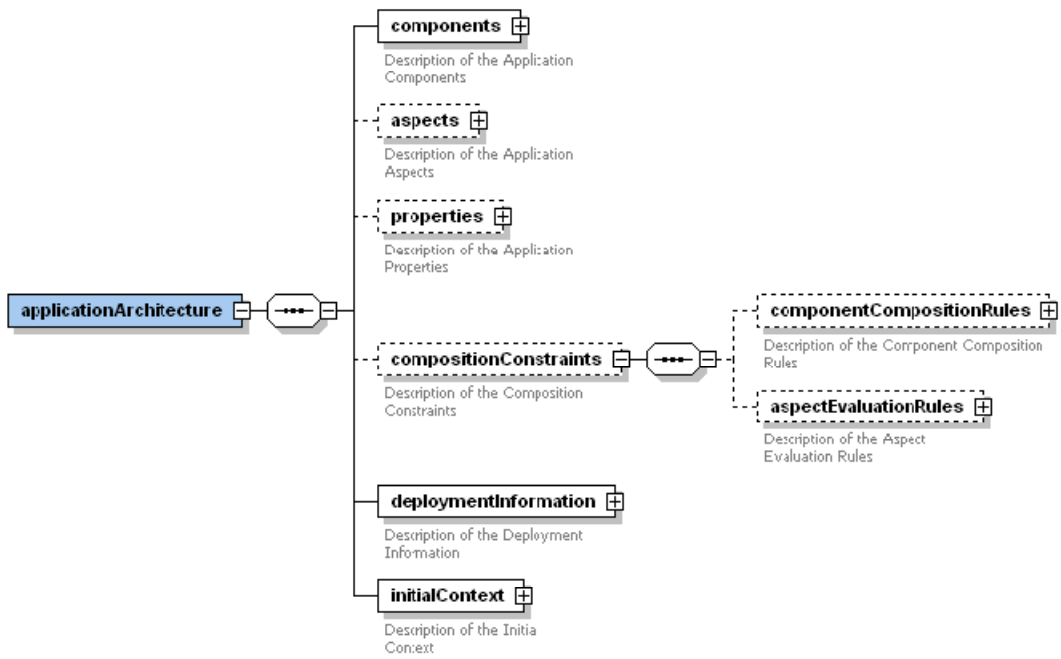 components
Description of the Application
Components
aspects
Description of the Application
Aspects
properties
Description of the Application
Properties
applicationArchitecture
compositionConstraints
Description of the Composition
Constraints
componentCompositionRules
Description of the Component Composition
Rules
aspectEvaluationRules
Description of the Aspect
Evaluation Rules
deploymentInformation
Description of the Deployment
Information
initialContext
Description of the Initia
Context